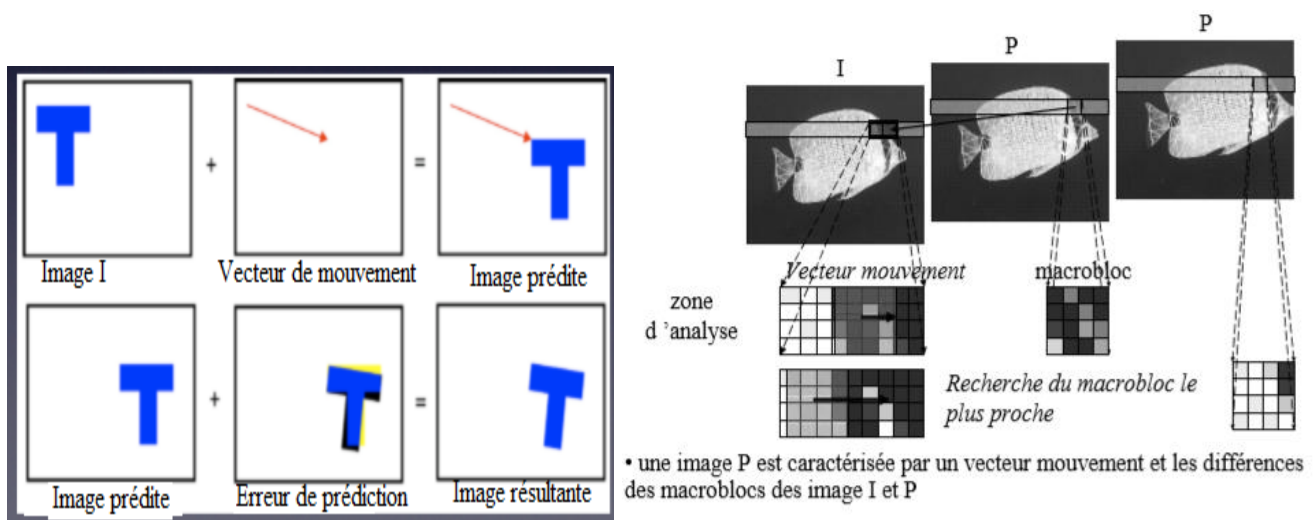 +
=
Image I
Vecteur de mouvement
Image prédite
+
=
Image prédite
Erreur de prédiction
Image résultante
I
P
P
Vecteur mouvement
macrobloc
zone
d ’analyse
Recherche du macrobloc le
plus proche
• une image P est caractérisée par un vecteur mouvement et les différences
des macroblocs des image I et P